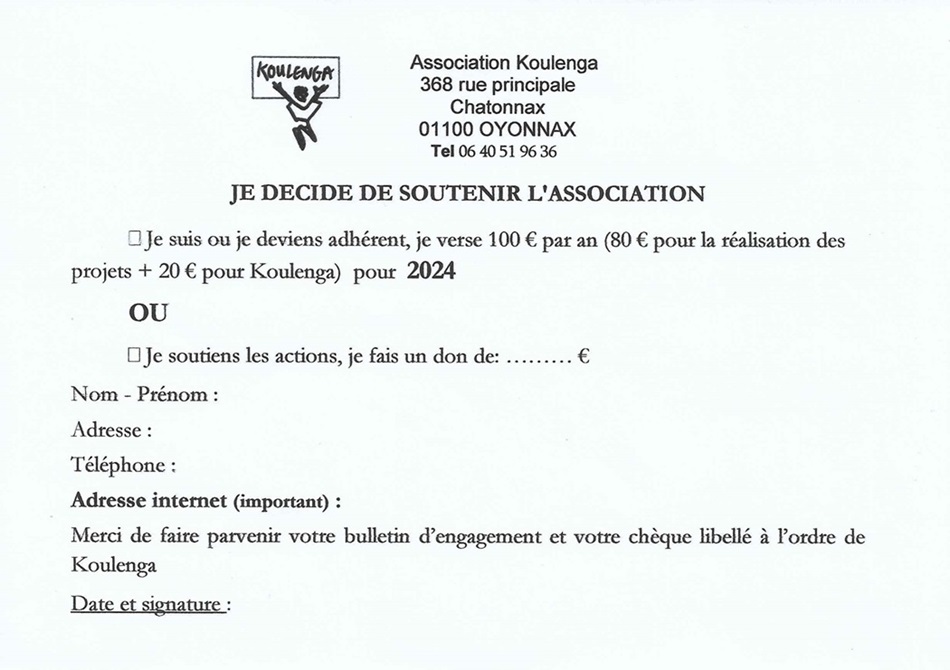 KOULENGA
Association Koulenga
368 rue principale
Chatonnax
01100 OYONNAX
Tel 06 40 51 96 36
JE DECIDE DE SOUTENIR L'ASSOCIATION
☐Je suis ou je deviens adhérent, je verse 100 € par an (80 € pour la réalisation des
projets + 20 € pour Koulenga) pour 2024
OU
☐Je soutiens les actions, je fais un don de: ……… €
Nom - Prénom :
Adresse :
Téléphone :
Adresse internet (important) :
Merci de faire parvenir votre bulletin d’engagement et votre chèque libellé à l’ordre de
Koulenga
Date et signature :